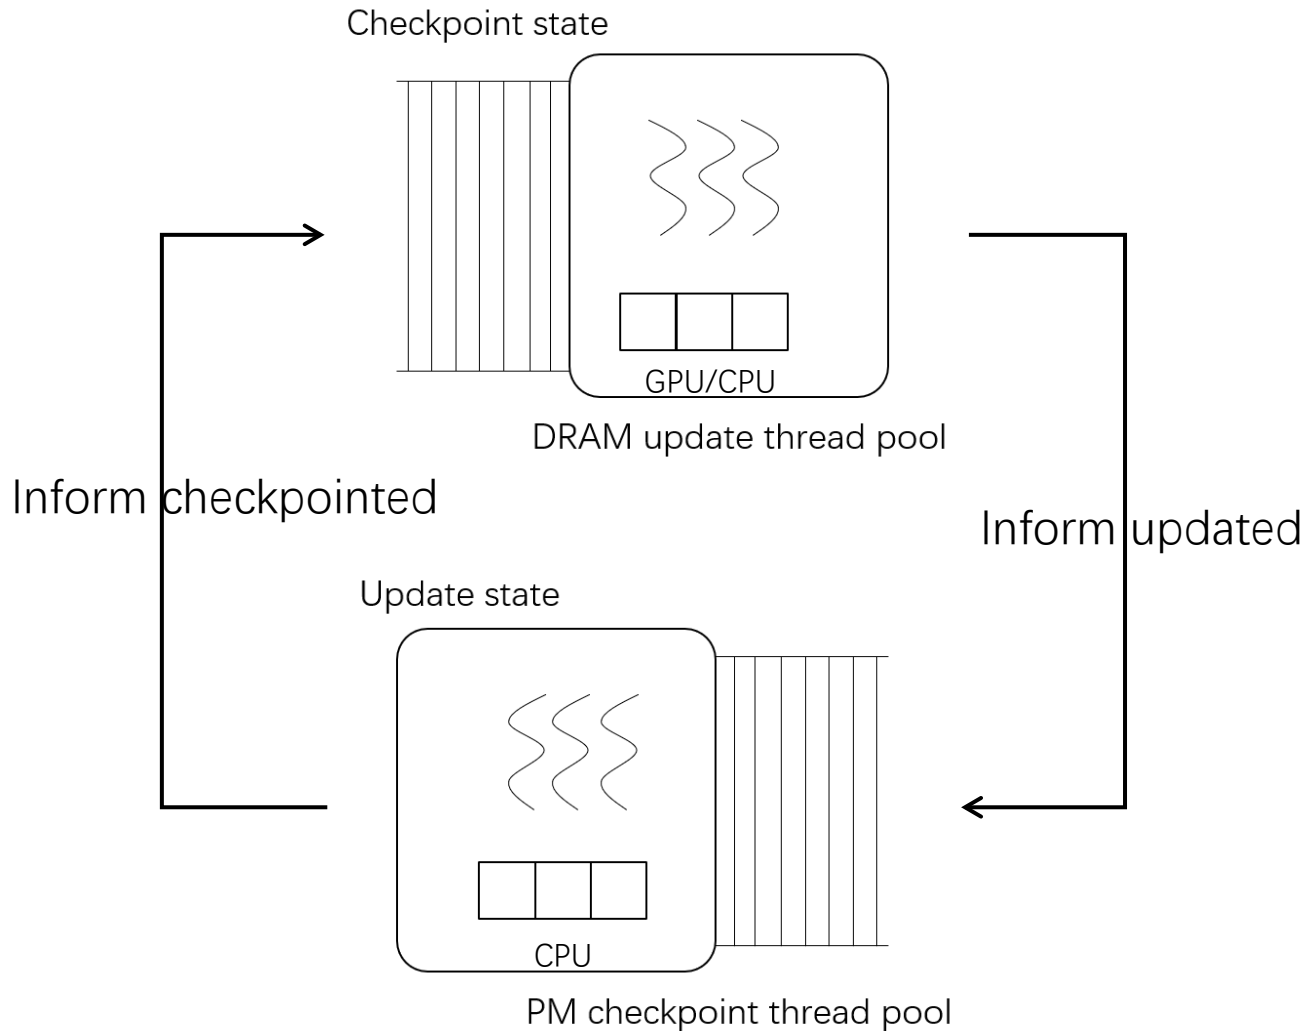 Checkpoint state
GPU/CPU
DRAM update thread pool
Inform checkpointed
Inform updated
Update state
CPU
PM checkpoint thread pool